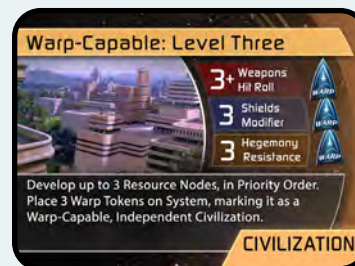 Warp-Capable: Level Three
3+ Weapons Hit Roll
WARP
3 Shields Modifier
WARP
3 Hegemony Resistance
WARP
Develop up to 3 Resource Nodes, in Priority Order.
Place 3 Warp Tokens on System, marking it as a
Warp-Capable, Independent Civilization.
CIVILIZATION